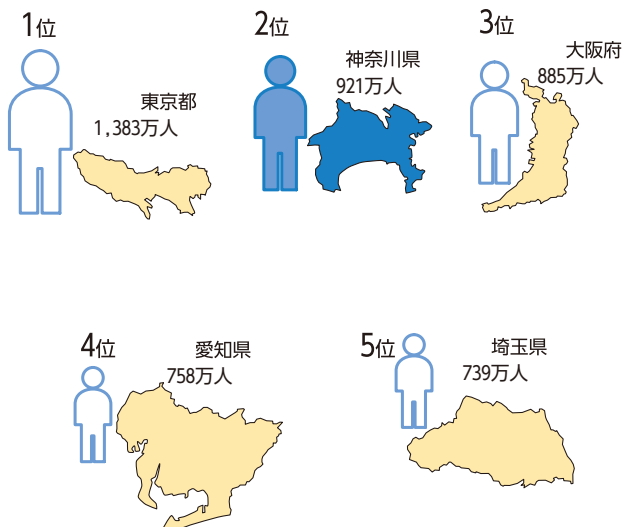 1位
東京都
1,383万人
2位
神奈川県
921万人
3位
大阪府
885万人
4位
愛知県
758万人
5位
埼玉県
739万人